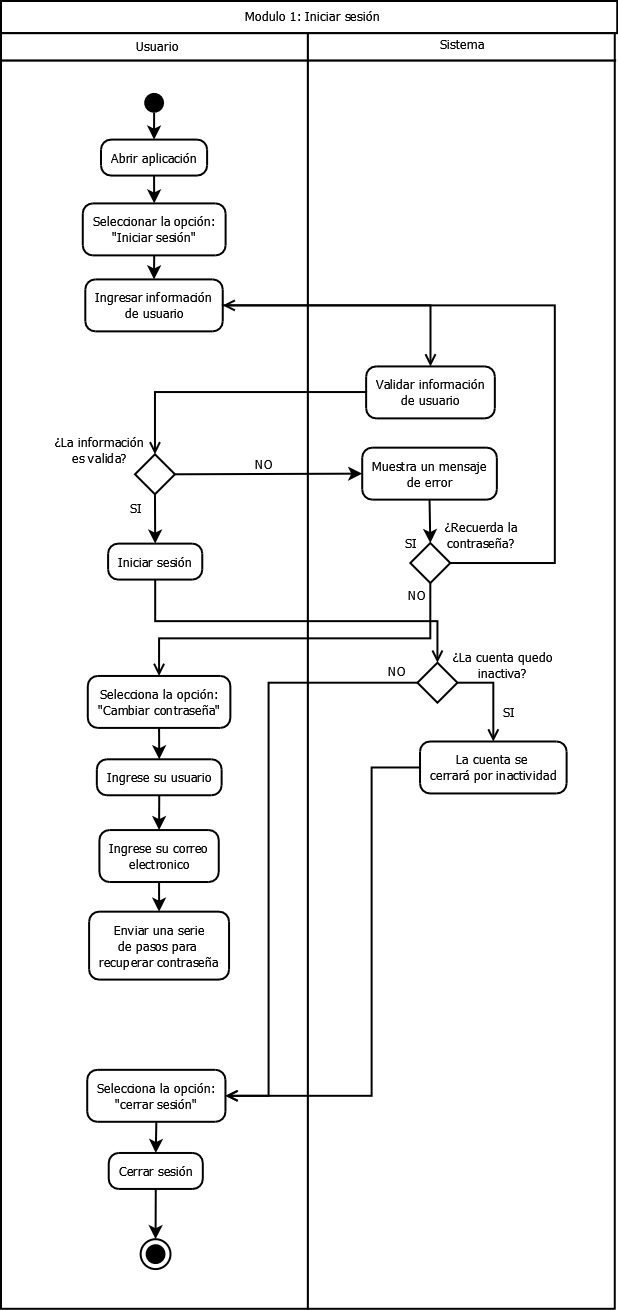 Modulo 1: Iniciar sesión
Usuario
Sistema
Abrir aplicación
Seleccionar la opción:
"Iniciar sesión"
Ingresar información
de usuario
Validar información
de usuario
¿La información
es valida?
NO
Muestra un mensaje
de error
SI
¿Recuerda la
contraseña?
SI
Iniciar sesión
NO
¿La cuenta quedo
inactiva?
NO
SI
Selecciona la opción:
"Cambiar contraseña"
La cuenta se
cerrará por inactividad
Ingrese su usuario
Ingrese su correo
electronico
Enviar una serie
de pasos para
recuperar contraseña
Selecciona la opción:
"cerrar sesión"
Cerrar sesión